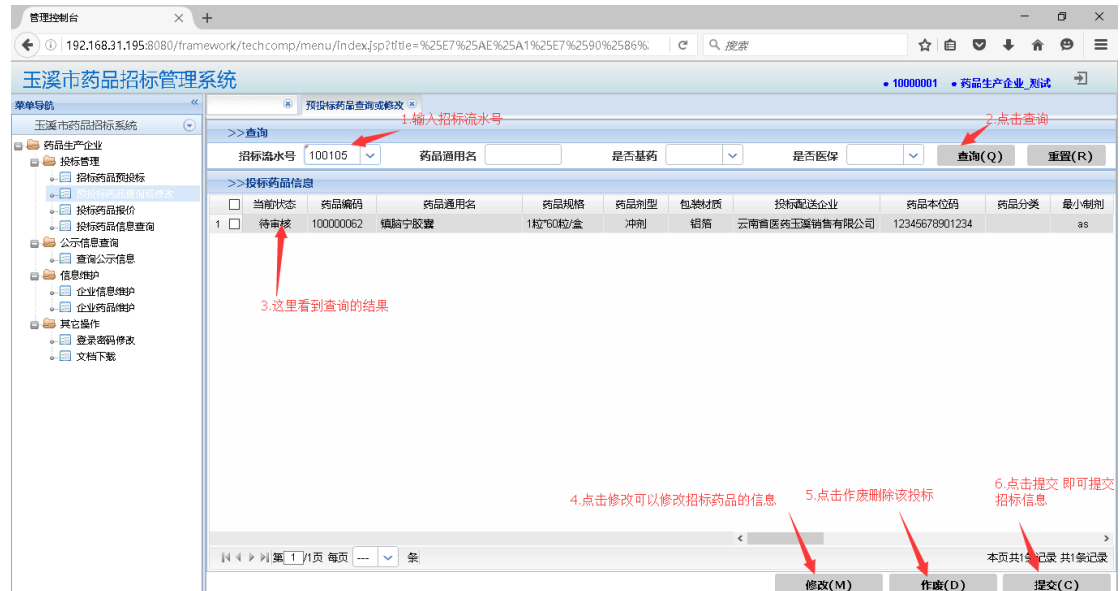 管理控制台
192.168.31.195:8080/framework/techcomp/menu/index.jsp?title=%25E7%25AE%25A1%25E7%2590%2586%
搜索
玉溪市药品招标管理系统
10000001 药品生产企业_测试
菜单导航
预投标药品查询或修改
玉溪市药品招标系统
药品生产企业
投标管理
招标药品预投标
预投标药品查询或修改
投标药品报价
投标药品信息查询
公示信息查询
查询公示信息
信息维护
企业信息维护
企业药品维护
其它操作
登录密码修改
文档下载
1.输入招标流水号
2.点击查询
>>查询
招标流水号 100105 药品通用名 是否基药 是否医保 查询(Q) 重置(R)
>>投标药品信息
当前状态 药品编码 药品通用名 药品规格 药品剂型 包装材质 投标配送企业 药品本位码 药品分类 最小制剂
1 待审核 100000062 镇脑宁胶囊 1粒*60粒/盒 冲剂 铝箔 云南省医药玉溪销售有限公司 12345678901234 as
3.这里看到查询的结果
4.点击修改可以修改招标药品的信息
5.点击作废删除该投标
6.点击提交 即可提交
招标信息
第 1 /1页 每页 --- 条
本页共1条记录 共1条记录
修改(M) 作废(D) 提交(C)